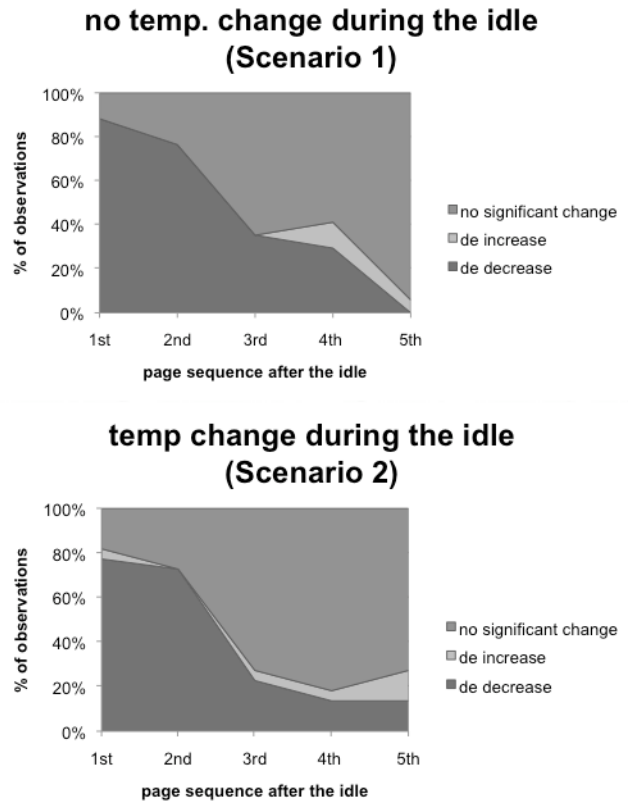 no temp. change during the idle
(Scenario 1)
100%
80%
60%
40%
20%
0%
% of observations
1st 2nd 3rd 4th 5th
page sequence after the idle
no significant change
de increase
de decrease
temp change during the idle
(Scenario 2)
100%
80%
60%
40%
20%
0%
% of observations
1st 2nd 3rd 4th 5th
page sequence after the idle
no significant change
de increase
de decrease